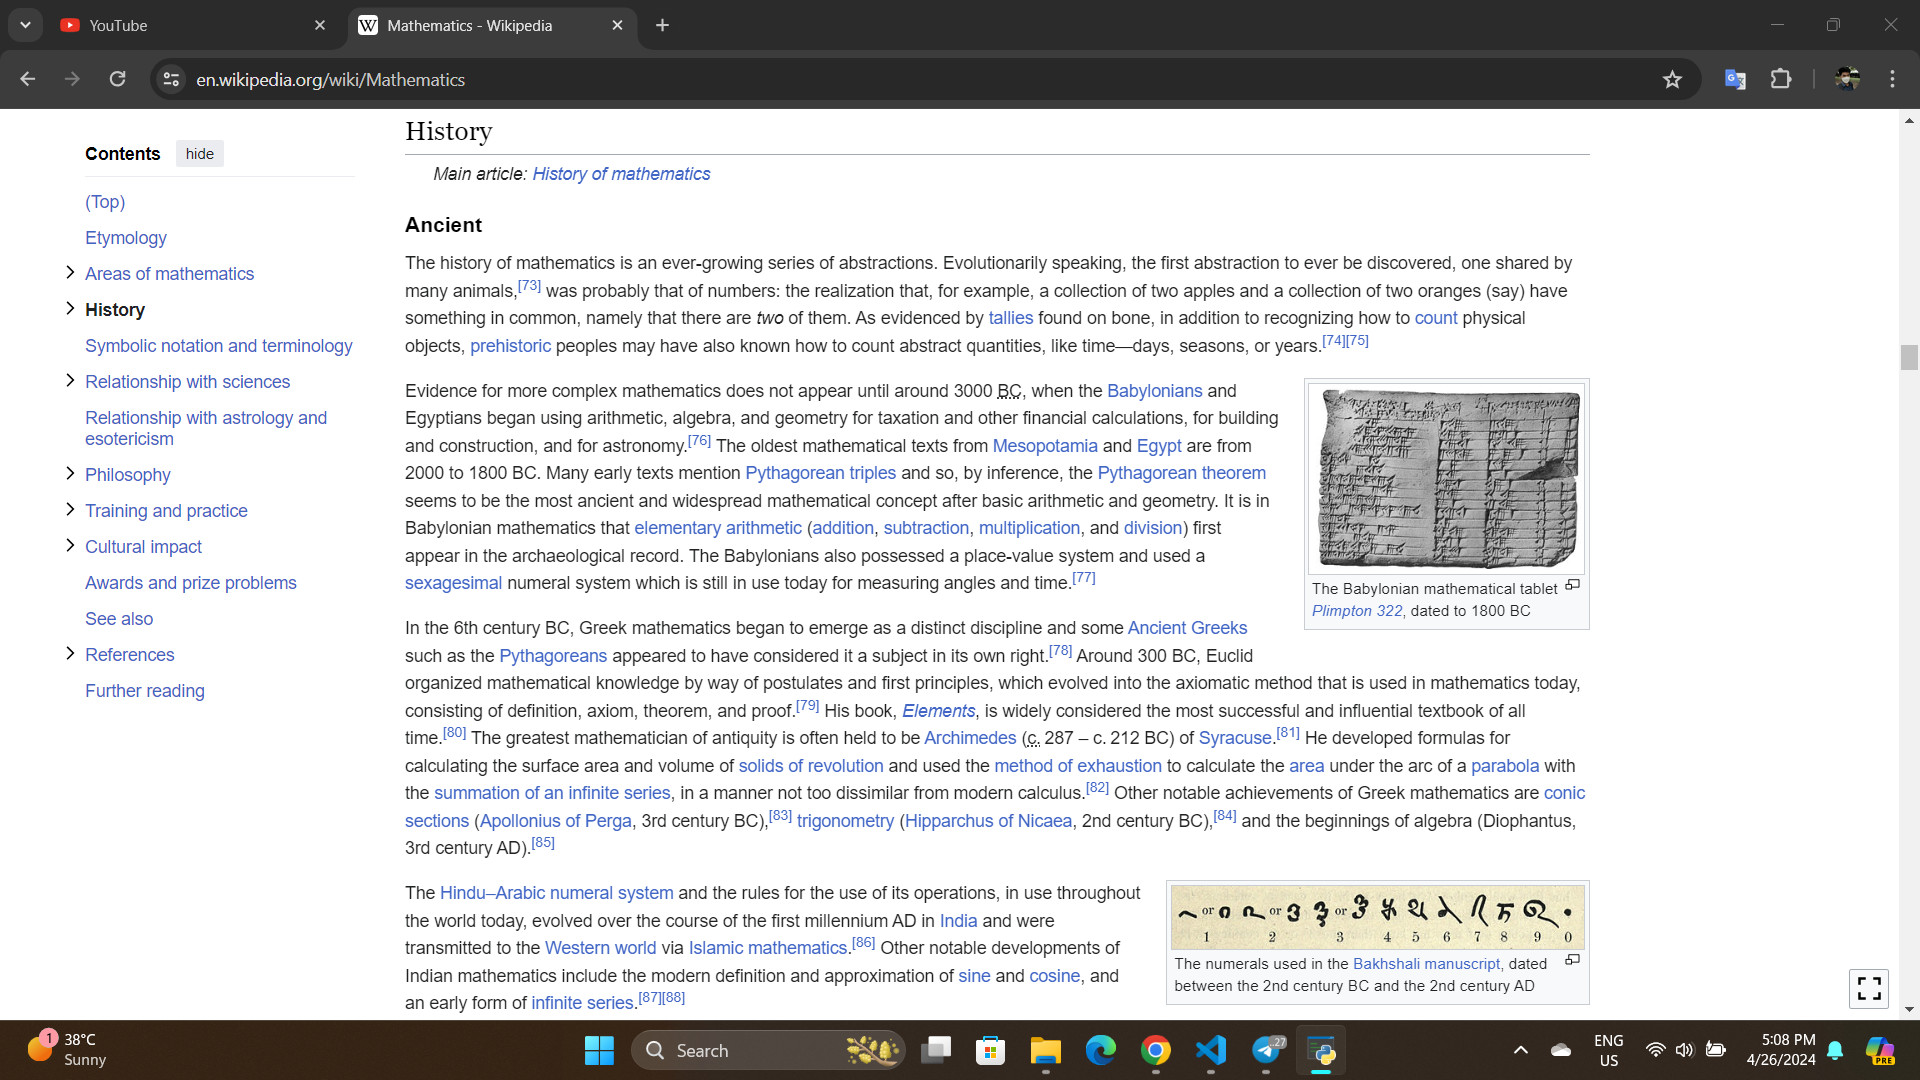 YouTube
Mathematics - Wikipedia
en.wikipedia.org/wiki/Mathematics
Contents
hide
(Top)
Etymology
Areas of mathematics
History
Symbolic notation and terminology
Relationship with sciences
Relationship with astrology and
esotericism
Philosophy
Training and practice
Cultural impact
Awards and prize problems
See also
References
Further reading
History
Main article: History of mathematics
Ancient
The history of mathematics is an ever-growing series of abstractions. Evolutionarily speaking, the first abstraction to ever be discovered, one shared by
many animals,[73] was probably that of numbers: the realization that, for example, a collection of two apples and a collection of two oranges (say) have
something in common, namely that there are two of them. As evidenced by tallies found on bone, in addition to recognizing how to count physical
objects, prehistoric peoples may have also known how to count abstract quantities, like time—days, seasons, or years.[74][75]
Evidence for more complex mathematics does not appear until around 3000 BC, when the Babylonians and
Egyptians began using arithmetic, algebra, and geometry for taxation and other financial calculations, for building
and construction, and for astronomy.[76] The oldest mathematical texts from Mesopotamia and Egypt are from
2000 to 1800 BC. Many early texts mention Pythagorean triples and so, by inference, the Pythagorean theorem
seems to be the most ancient and widespread mathematical concept after basic arithmetic and geometry. It is in
Babylonian mathematics that elementary arithmetic (addition, subtraction, multiplication, and division) first
appear in the archaeological record. The Babylonians also possessed a place-value system and used a
sexagesimal numeral system which is still in use today for measuring angles and time.[77]
The Babylonian mathematical tablet
Plimpton 322, dated to 1800 BC
In the 6th century BC, Greek mathematics began to emerge as a distinct discipline and some Ancient Greeks
such as the Pythagoreans appeared to have considered it a subject in its own right.[78] Around 300 BC, Euclid
organized mathematical knowledge by way of postulates and first principles, which evolved into the axiomatic method that is used in mathematics today,
consisting of definition, axiom, theorem, and proof.[79] His book, Elements, is widely considered the most successful and influential textbook of all
time.[80] The greatest mathematician of antiquity is often held to be Archimedes (c. 287 – c. 212 BC) of Syracuse.[81] He developed formulas for
calculating the surface area and volume of solids of revolution and used the method of exhaustion to calculate the area under the arc of a parabola with
the summation of an infinite series, in a manner not too dissimilar from modern calculus.[82] Other notable achievements of Greek mathematics are conic
sections (Apollonius of Perga, 3rd century BC),[83] trigonometry (Hipparchus of Nicaea, 2nd century BC),[84] and the beginnings of algebra (Diophantus,
3rd century AD).[85]
The Hindu–Arabic numeral system and the rules for the use of its operations, in use throughout
the world today, evolved over the course of the first millennium AD in India and were
transmitted to the Western world via Islamic mathematics.[86] Other notable developments of
Indian mathematics include the modern definition and approximation of sine and cosine, and
an early form of infinite series.[87][88]
or or or
1 2 3 4 5 6 7 8 9 0
The numerals used in the Bakhshali manuscript, dated
between the 2nd century BC and the 2nd century AD
1
38°C
Sunny
Search
27
ENG
US
5:08 PM
4/26/2024
PRE